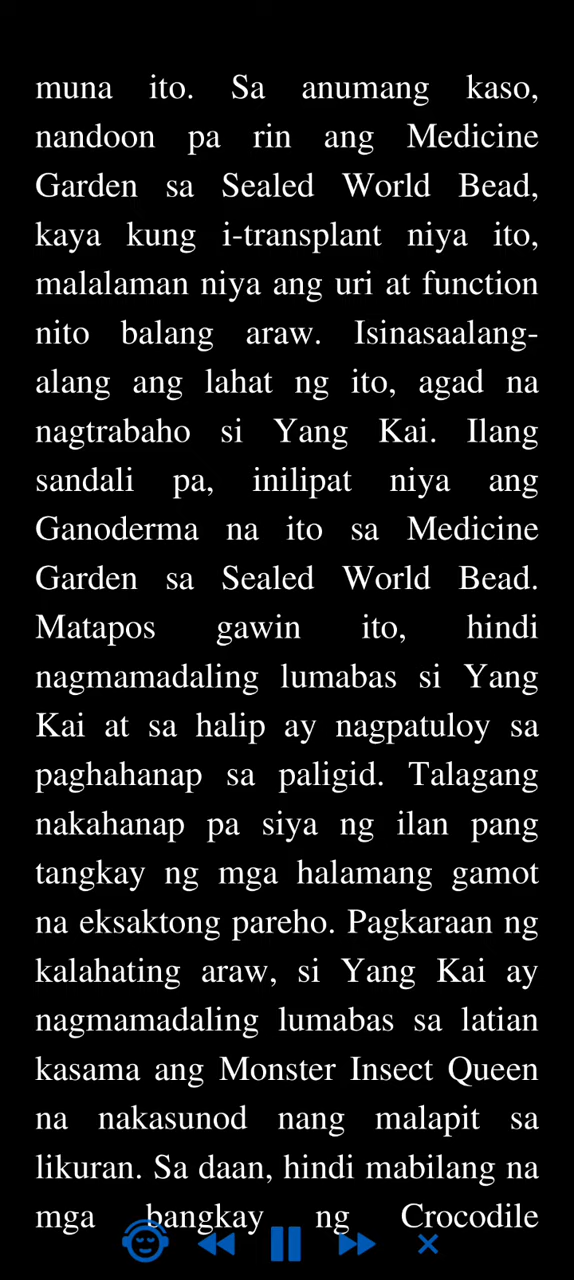 muna ito. Sa anumang kaso,
nandoon pa rin ang Medicine
Garden sa Sealed World Bead,
kaya kung i-transplant niya ito,
malalaman niya ang uri at function
nito balang araw. Isinasaalang-
alang ang lahat ng ito, agad na
nagtrabaho si Yang Kai. Ilang
sandali pa, inilipat niya ang
Ganoderma na ito sa Medicine
Garden sa Sealed World Bead.
Matapos gawin ito, hindi
nagmamadaling lumabas si Yang
Kai at sa halip ay nagpatuloy sa
paghahanap sa paligid. Talagang
nakahanap pa siya ng ilan pang
tangkay ng mga halamang gamot
na eksaktong pareho. Pagkaraan ng
kalahating araw, si Yang Kai ay
nagmamadaling lumabas sa latian
kasama ang Monster Insect Queen
na nakasunod nang malapit sa
likuran. Sa daan, hindi mabilang na
mga bangkay ng Crocodile